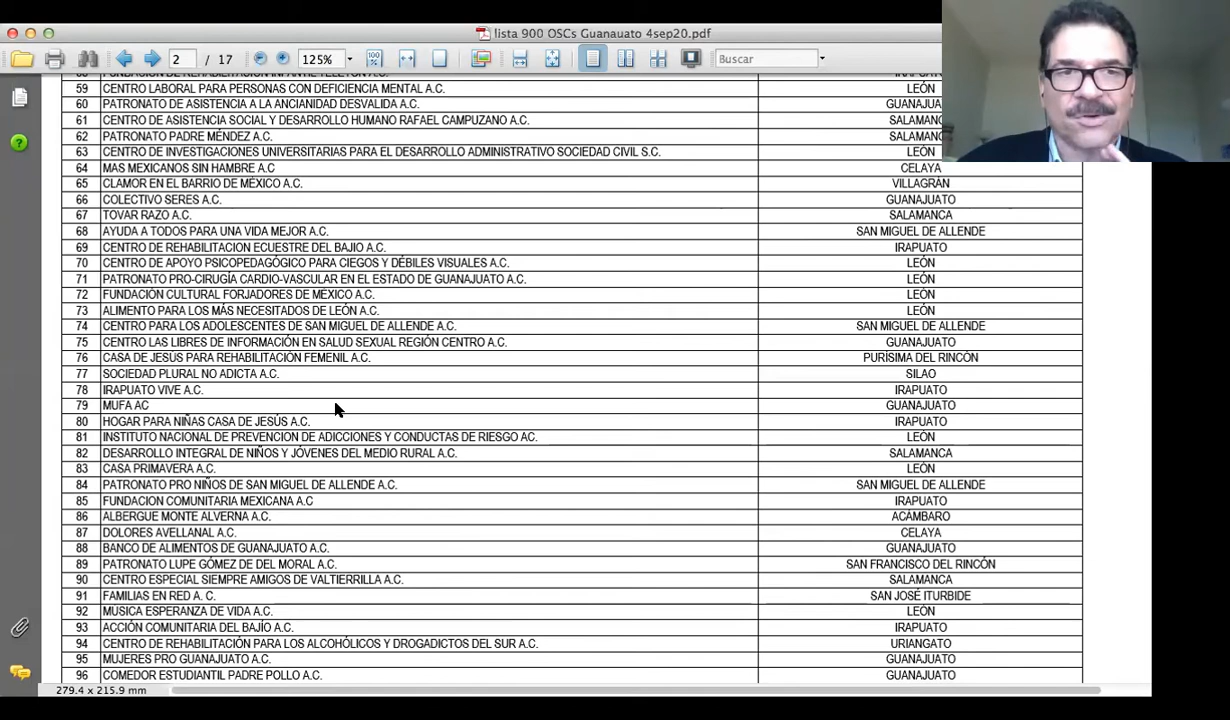 lista 900 OSCs Guanauato 4sep20.pdf
2 / 17 125% Buscar
59 CENTRO LABORAL PARA PERSONAS CON DEFICIENCIA MENTAL A.C. LEÓN
60 PATRONATO DE ASISTENCIA A LA ANCIANIDAD DESVALIDA A.C. GUANAJUA
61 CENTRO DE ASISTENCIA SOCIAL Y DESARROLLO HUMANO RAFAEL CAMPUZANO A.C. SALAMANC
62 PATRONATO PADRE MÉNDEZ A.C. SALAMANC
63 CENTRO DE INVESTIGACIONES UNIVERSITARIAS PARA EL DESARROLLO ADMINISTRATIVO SOCIEDAD CIVIL S.C. LEÓN
64 MAS MEXICANOS SIN HAMBRE A.C CELAYA
65 CLAMOR EN EL BARRIO DE MÉXICO A.C. VILLAGRÁN
66 COLECTIVO SERES A.C. GUANAJUATO
67 TOVAR RAZO A.C. SALAMANCA
68 AYUDA A TODOS PARA UNA VIDA MEJOR A.C. SAN MIGUEL DE ALLENDE
69 CENTRO DE REHABILITACION ECUESTRE DEL BAJIO A.C. IRAPUATO
70 CENTRO DE APOYO PSICOPEDAGÓGICO PARA CIEGOS Y DÉBILES VISUALES A.C. LEÓN
71 PATRONATO PRO-CIRUGÍA CARDIO-VASCULAR EN EL ESTADO DE GUANAJUATO A.C. LEÓN
72 FUNDACIÓN CULTURAL FORJADORES DE MÉXICO A.C. LEÓN
73 ALIMENTO PARA LOS MÁS NECESITADOS DE LEÓN A.C. LEÓN
74 CENTRO PARA LOS ADOLESCENTES DE SAN MIGUEL DE ALLENDE A.C. SAN MIGUEL DE ALLENDE
75 CENTRO LAS LIBRES DE INFORMACIÓN EN SALUD SEXUAL REGIÓN CENTRO A.C. GUANAJUATO
76 CASA DE JESÚS PARA REHABILITACIÓN FEMENIL A.C. PURÍSIMA DEL RINCÓN
77 SOCIEDAD PLURAL NO ADICTA A.C. SILAO
78 IRAPUATO VIVE A.C. IRAPUATO
79 MUFA AC GUANAJUATO
80 HOGAR PARA NIÑAS CASA DE JESÚS A.C. IRAPUATO
81 INSTITUTO NACIONAL DE PREVENCION DE ADICCIONES Y CONDUCTAS DE RIESGO AC. LEÓN
82 DESARROLLO INTEGRAL DE NIÑOS Y JÓVENES DEL MEDIO RURAL A.C. SALAMANCA
83 CASA PRIMAVERA A.C. LEÓN
84 PATRONATO PRO NIÑOS DE SAN MIGUEL DE ALLENDE A.C. SAN MIGUEL DE ALLENDE
85 FUNDACION COMUNITARIA MEXICANA A.C IRAPUATO
86 ALBERGUE MONTE ALVERNA A.C. ACÁMBARO
87 DOLORES AVELLANAL A.C. CELAYA
88 BANCO DE ALIMENTOS DE GUANAJUATO A.C. GUANAJUATO
89 PATRONATO LUPE GÓMEZ DE DEL MORAL A.C. SAN FRANCISCO DEL RINCÓN
90 CENTRO ESPECIAL SIEMPRE AMIGOS DE VALTIERRILLA A.C. SALAMANCA
91 FAMILIAS EN RED A. C. SAN JOSÉ ITURBIDE
92 MUSICA ESPERANZA DE VIDA A.C. LEÓN
93 ACCIÓN COMUNITARIA DEL BAJÍO A.C. IRAPUATO
94 CENTRO DE REHABILITACIÓN PARA LOS ALCOHÓLICOS Y DROGADICTOS DEL SUR A.C. URIANGATO
95 MUJERES PRO GUANAJUATO A.C. GUANAJUATO
96 COMEDOR ESTUDIANTIL PADRE POLLO A.C. GUANAJUATO
279.4 x 215.9 mm